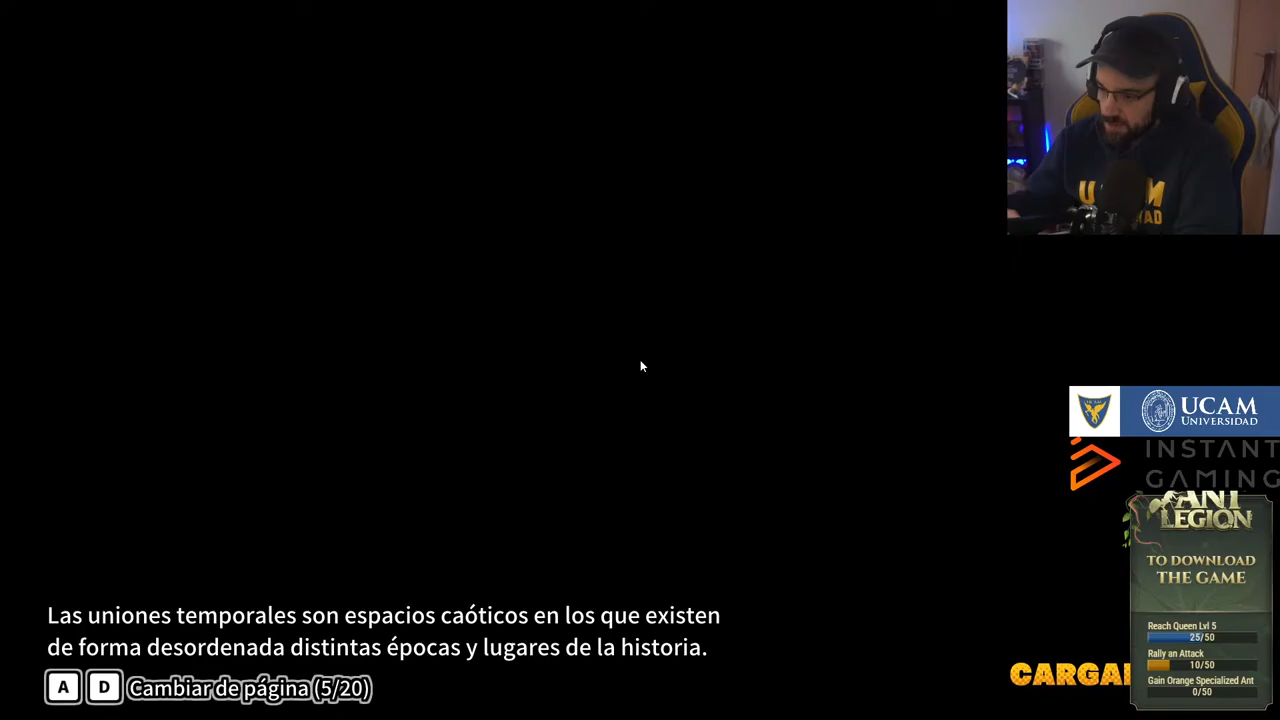 UCAM
UNIVERSIDAD
INSTANT
GAMING
ANT
LEGION
TO DOWNLOAD
THE GAME
Reach Queen Lvl 5
25/50
Rally an Attack
10/50
Gain Orange Specialized Ant
0/50
Las uniones temporales son espacios caóticos en los que existen
de forma desordenada distintas épocas y lugares de la historia.
A D Cambiar de página (5/20)